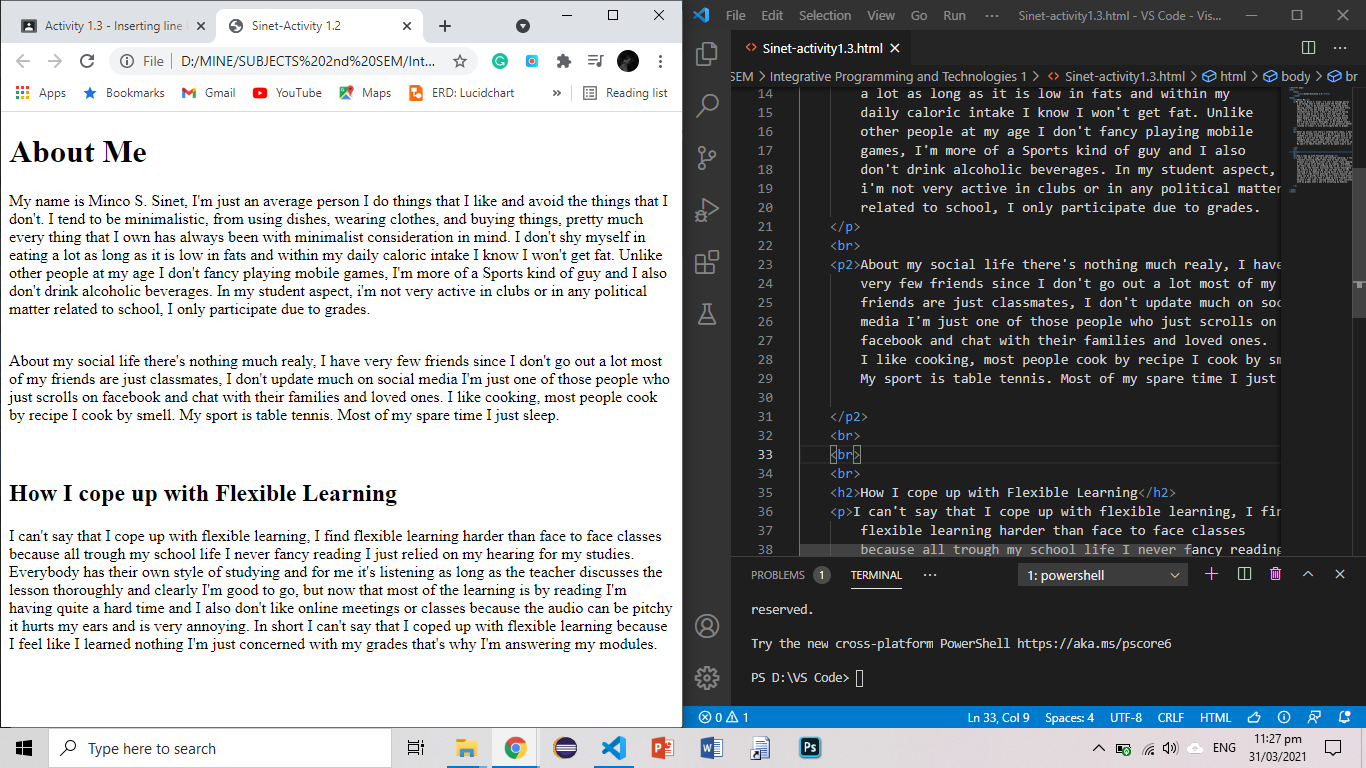 Activity 1.3 - Inserting line
Sinet-Activity 1.2
File
D:/MINE/SUBJECTS%202nd%20SEM/Int...
Apps
Bookmarks
Gmail
YouTube
Maps
ERD: Lucidchart
»
Reading list
About Me
My name is Minco S. Sinet, I'm just an average person I do things that I like and avoid the things that I
don't. I tend to be minimalistic, from using dishes, wearing clothes, and buying things, pretty much
every thing that I own has always been with minimalist consideration in mind. I don't shy myself in
eating a lot as long as it is low in fats and within my daily caloric intake I know I won't get fat. Unlike
other people at my age I don't fancy playing mobile games, I'm more of a Sports kind of guy and I also
don't drink alcoholic beverages. In my student aspect, i'm not very active in clubs or in any political
matter related to school, I only participate due to grades.
About my social life there's nothing much realy, I have very few friends since I don't go out a lot most
of my friends are just classmates, I don't update much on social media I'm just one of those people who
just scrolls on facebook and chat with their families and loved ones. I like cooking, most people cook
by recipe I cook by smell. My sport is table tennis. Most of my spare time I just sleep.
How I cope up with Flexible Learning
I can't say that I cope up with flexible learning, I find flexible learning harder than face to face classes
because all trough my school life I never fancy reading I just relied on my hearing for my studies.
Everybody has their own style of studying and for me it's listening as long as the teacher discusses the
lesson thoroughly and clearly I'm good to go, but now that most of the learning is by reading I'm
having quite a hard time and I also don't like online meetings or classes because the audio can be pitchy
it hurts my ears and is very annoying. In short I can't say that I coped up with flexible learning because
I feel like I learned nothing I'm just concerned with my grades that's why I'm answering my modules.
File Edit Selection View Go Run ··· Sinet-activity1.3.html - VS Code - Vis...
Sinet-activity1.3.html
SEM > Integrative Programming and Technologies 1 > Sinet-activity1.3.html > html > body > br
14 a lot as long as it is low in fats and within my
15 daily caloric intake I know I won't get fat. Unlike
16 other people at my age I don't fancy playing mobile
17 games, I'm more of a Sports kind of guy and I also
18 don't drink alcoholic beverages. In my student aspect,
19 i'm not very active in clubs or in any political matter
20 related to school, I only participate due to grades.
21 </p>
22 <br>
23 <p2>About my social life there's nothing much realy, I have
24 very few friends since I don't go out a lot most of my
25 friends are just classmates, I don't update much on soc
26 media I'm just one of those people who just scrolls on
27 facebook and chat with their families and loved ones.
28 I like cooking, most people cook by recipe I cook by sm
29 My sport is table tennis. Most of my spare time I just
30
31 </p2>
32 <br>
33 <br>
34 <br>
35 <h2>How I cope up with Flexible Learning</h2>
36 <p>I can't say that I cope up with flexible learning, I fin
37 flexible learning harder than face to face classes
38 because all trough my school life I never fancy reading
PROBLEMS 1 TERMINAL ··· 1: powershell
reserved.
Try the new cross-platform PowerShell https://aka.ms/pscore6
PS D:\VS Code>
0 1 Ln 33, Col 9 Spaces: 4 UTF-8 CRLF HTML
Type here to search
ENG
11:27 pm
31/03/2021